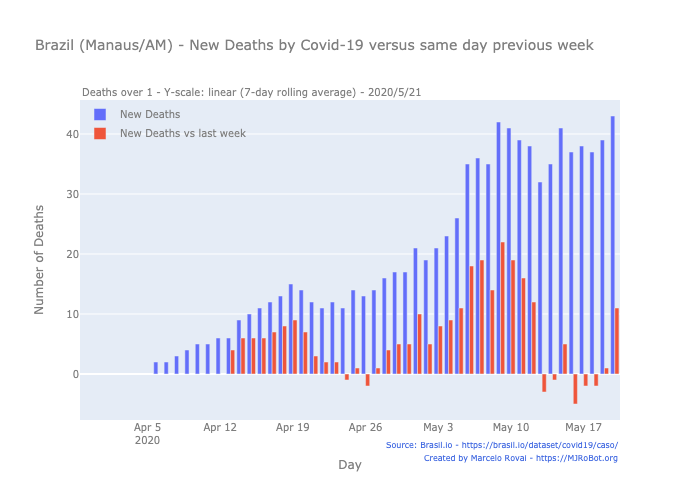 Brazil (Manaus/AM) - New Deaths by Covid-19 versus same day previous week
Deaths over 1 - Y-scale: linear (7-day rolling average) - 2020/5/21
New Deaths
New Deaths vs last week
40
30
20
10
0
Number of Deaths
Apr 5 Apr 12 Apr 19 Apr 26 May 3 May 10 May 17
2020
Source: Brasil.io - https://brasil.io/dataset/covid19/caso/
Created by Marcelo Rovai - https://MJRoBot.org
Day